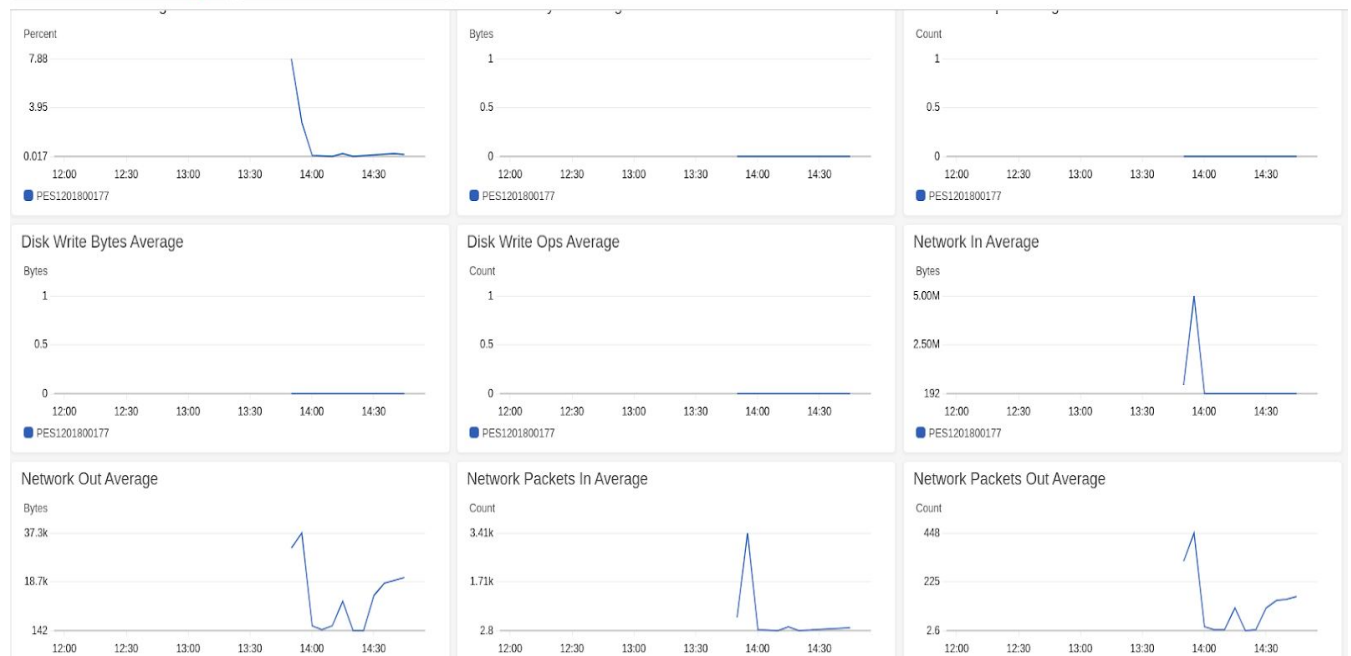 Percent
7.88
3.95
0.017
12:00 12:30 13:00 13:30 14:00 14:30
PES1201800177
Bytes
1
0.5
0
12:00 12:30 13:00 13:30 14:00 14:30
PES1201800177
Count
1
0.5
0
12:00 12:30 13:00 13:30 14:00 14:30
PES1201800177
Disk Write Bytes Average
Bytes
1
0.5
0
12:00 12:30 13:00 13:30 14:00 14:30
PES1201800177
Disk Write Ops Average
Count
1
0.5
0
12:00 12:30 13:00 13:30 14:00 14:30
PES1201800177
Network In Average
Bytes
5.00M
2.50M
192
12:00 12:30 13:00 13:30 14:00 14:30
PES1201800177
Network Out Average
Bytes
37.3k
18.7k
142
12:00 12:30 13:00 13:30 14:00 14:30
Network Packets In Average
Count
3.41k
1.71k
2.8
12:00 12:30 13:00 13:30 14:00 14:30
Network Packets Out Average
Count
448
225
2.6
12:00 12:30 13:00 13:30 14:00 14:30